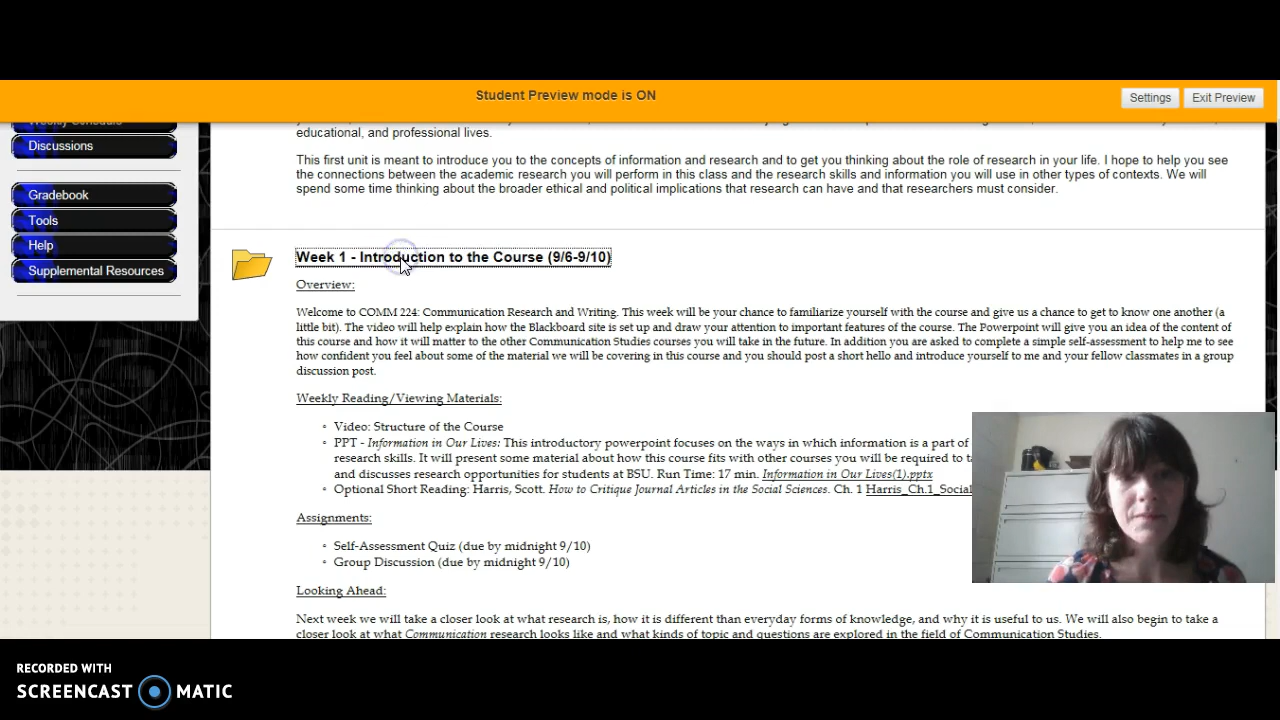 Student Preview mode is ON
Settings
Exit Preview
Discussions
Gradebook
Tools
Help
Supplemental Resources
educational, and professional lives.
This first unit is meant to introduce you to the concepts of information and research and to get you thinking about the role of research in your life. I hope to help you see
the connections between the academic research you will perform in this class and the research skills and information you will use in other types of contexts. We will
spend some time thinking about the broader ethical and political implications that research can have and that researchers must consider.
Week 1 - Introduction to the Course (9/6-9/10)
Overview:
Welcome to COMM 224: Communication Research and Writing. This week will be your chance to familiarize yourself with the course and give us a chance to get to know one another (a
little bit). The video will help explain how the Blackboard site is set up and draw your attention to important features of the course. The Powerpoint will give you an idea of the content of
this course and how it will matter to the other Communication Studies courses you will take in the future. In addition you are asked to complete a simple self-assessment to help me to see
how confident you feel about some of the material we will be covering in this course and you should post a short hello and introduce yourself to me and your fellow classmates in a group
discussion post.
Weekly Reading/Viewing Materials:
◦ Video: Structure of the Course
◦ PPT - Information in Our Lives: This introductory powerpoint focuses on the ways in which information is a part of
research skills. It will present some material about how this course fits with other courses you will be required to
and discusses research opportunities for students at BSU. Run Time: 17 min. Information in Our Lives(1).pptx
◦ Optional Short Reading: Harris, Scott. How to Critique Journal Articles in the Social Sciences. Ch. 1 Harris_Ch.1_Social
Assignments:
◦ Self-Assessment Quiz (due by midnight 9/10)
◦ Group Discussion (due by midnight 9/10)
Looking Ahead:
Next week we will take a closer look at what research is, how it is different than everyday forms of knowledge, and why it is useful to us. We will also begin to take a
closer look at what Communication research looks like and what kinds of topic and questions are explored in the field of Communication Studies.
RECORDED WITH
SCREENCAST MATIC